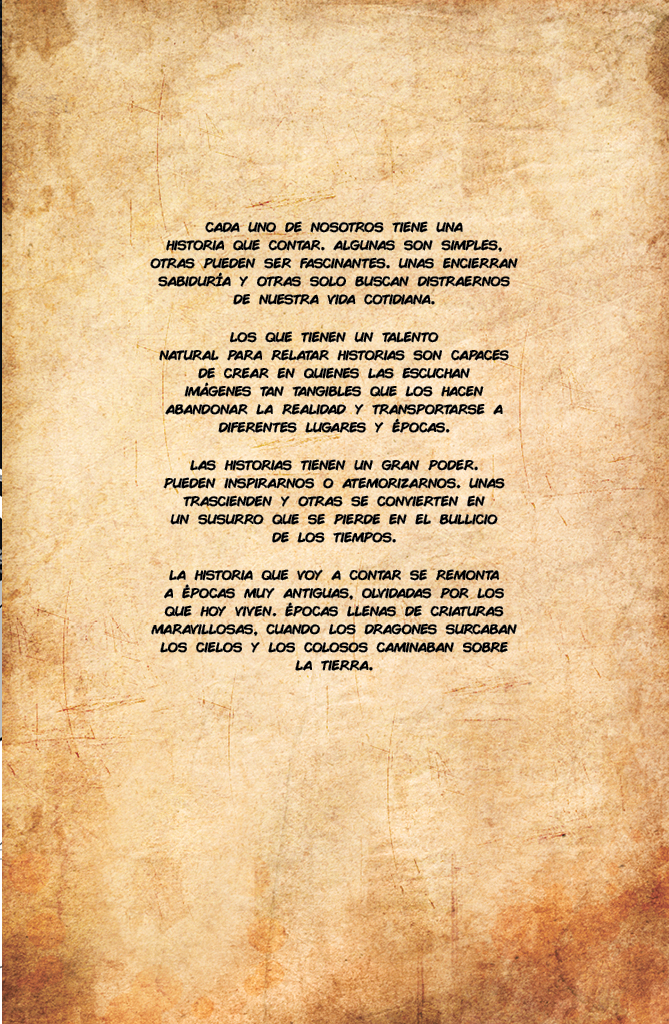 CADA UNO DE NOSOTROS TIENE UNA
HISTORIA QUE CONTAR. ALGUNAS SON SIMPLES,
OTRAS PUEDEN SER FASCINANTES. UNAS ENCIERRAN
SABIDURÍA Y OTRAS SOLO BUSCAN DISTRAERNOS
DE NUESTRA VIDA COTIDIANA.
LOS QUE TIENEN UN TALENTO
NATURAL PARA RELATAR HISTORIAS SON CAPACES
DE CREAR EN QUIENES LAS ESCUCHAN
IMÁGENES TAN TANGIBLES QUE LOS HACEN
ABANDONAR LA REALIDAD Y TRANSPORTARSE A
DIFERENTES LUGARES Y ÉPOCAS.
LAS HISTORIAS TIENEN UN GRAN PODER.
PUEDEN INSPIRARNOS O ATEMORIZARNOS. UNAS
TRASCIENDEN Y OTRAS SE CONVIERTEN EN
UN SUSURRO QUE SE PIERDE EN EL BULLICIO
DE LOS TIEMPOS.
LA HISTORIA QUE VOY A CONTAR SE REMONTA
A ÉPOCAS MUY ANTIGUAS, OLVIDADAS POR LOS
QUE HOY VIVEN. ÉPOCAS LLENAS DE CRIATURAS
MARAVILLOSAS, CUANDO LOS DRAGONES SURCABAN
LOS CIELOS Y LOS COLOSOS CAMINABAN SOBRE
LA TIERRA.